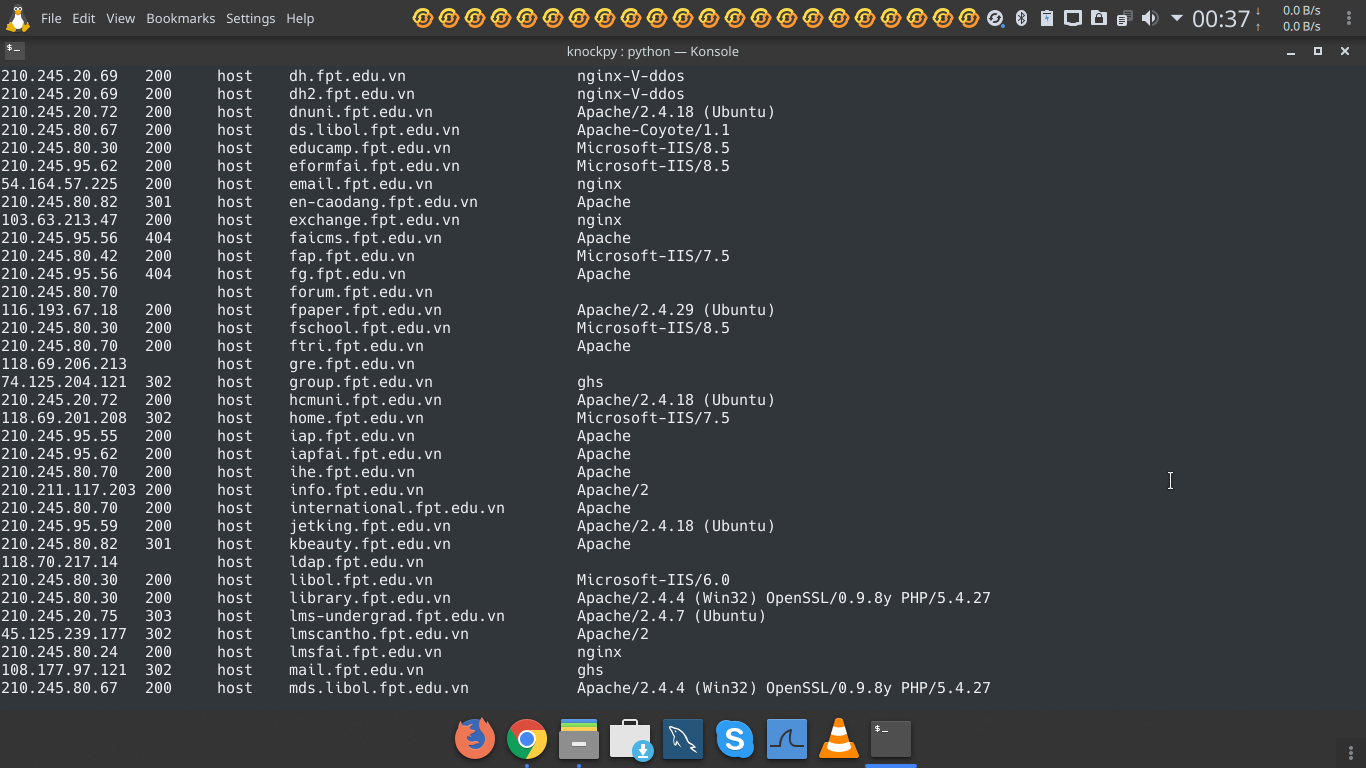 File Edit View Bookmarks Settings Help 00:37 0.0 B/s
0.0 B/s
knockpy : python — Konsole
210.245.20.69 200 host dh.fpt.edu.vn nginx-V-ddos
210.245.20.69 200 host dh2.fpt.edu.vn nginx-V-ddos
210.245.20.72 200 host dnuni.fpt.edu.vn Apache/2.4.18 (Ubuntu)
210.245.80.67 200 host ds.libol.fpt.edu.vn Apache-Coyote/1.1
210.245.80.30 200 host educamp.fpt.edu.vn Microsoft-IIS/8.5
210.245.95.62 200 host eformfai.fpt.edu.vn Microsoft-IIS/8.5
54.164.57.225 200 host email.fpt.edu.vn nginx
210.245.80.82 301 host en-caodang.fpt.edu.vn Apache
103.63.213.47 200 host exchange.fpt.edu.vn nginx
210.245.95.56 404 host faicms.fpt.edu.vn Apache
210.245.80.42 200 host fap.fpt.edu.vn Microsoft-IIS/7.5
210.245.95.56 404 host fg.fpt.edu.vn Apache
210.245.80.70 host forum.fpt.edu.vn
116.193.67.18 200 host fpaper.fpt.edu.vn Apache/2.4.29 (Ubuntu)
210.245.80.30 200 host fschool.fpt.edu.vn Microsoft-IIS/8.5
210.245.80.70 200 host ftri.fpt.edu.vn Apache
118.69.206.213 host gre.fpt.edu.vn
74.125.204.121 302 host group.fpt.edu.vn ghs
210.245.20.72 200 host hcmuni.fpt.edu.vn Apache/2.4.18 (Ubuntu)
118.69.201.208 302 host home.fpt.edu.vn Microsoft-IIS/7.5
210.245.95.55 200 host iap.fpt.edu.vn Apache
210.245.95.62 200 host iapfai.fpt.edu.vn Apache
210.245.80.70 200 host ihe.fpt.edu.vn Apache
210.211.117.203 200 host info.fpt.edu.vn Apache/2
210.245.80.70 200 host international.fpt.edu.vn Apache
210.245.95.59 200 host jetking.fpt.edu.vn Apache/2.4.18 (Ubuntu)
210.245.80.82 301 host kbeauty.fpt.edu.vn Apache
118.70.217.14 host ldap.fpt.edu.vn
210.245.80.30 200 host libol.fpt.edu.vn Microsoft-IIS/6.0
210.245.80.30 200 host library.fpt.edu.vn Apache/2.4.4 (Win32) OpenSSL/0.9.8y PHP/5.4.27
210.245.20.75 303 host lms-undergrad.fpt.edu.vn Apache/2.4.7 (Ubuntu)
45.125.239.177 302 host lmscantho.fpt.edu.vn Apache/2
210.245.80.24 200 host lmsfai.fpt.edu.vn nginx
108.177.97.121 302 host mail.fpt.edu.vn ghs
210.245.80.67 200 host mds.libol.fpt.edu.vn Apache/2.4.4 (Win32) OpenSSL/0.9.8y PHP/5.4.27